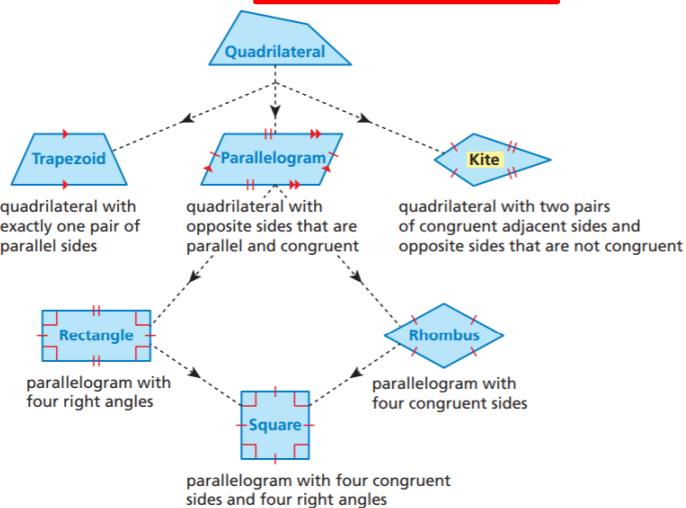 Quadrilateral
Trapezoid
Parallelogram
Kite
quadrilateral with
exactly one pair of
parallel sides
quadrilateral with
opposite sides that are
parallel and congruent
quadrilateral with two pairs
of congruent adjacent sides and
opposite sides that are not congruent
Rectangle
Rhombus
parallelogram with
four right angles
parallelogram with
four congruent sides
Square
parallelogram with four congruent
sides and four right angles